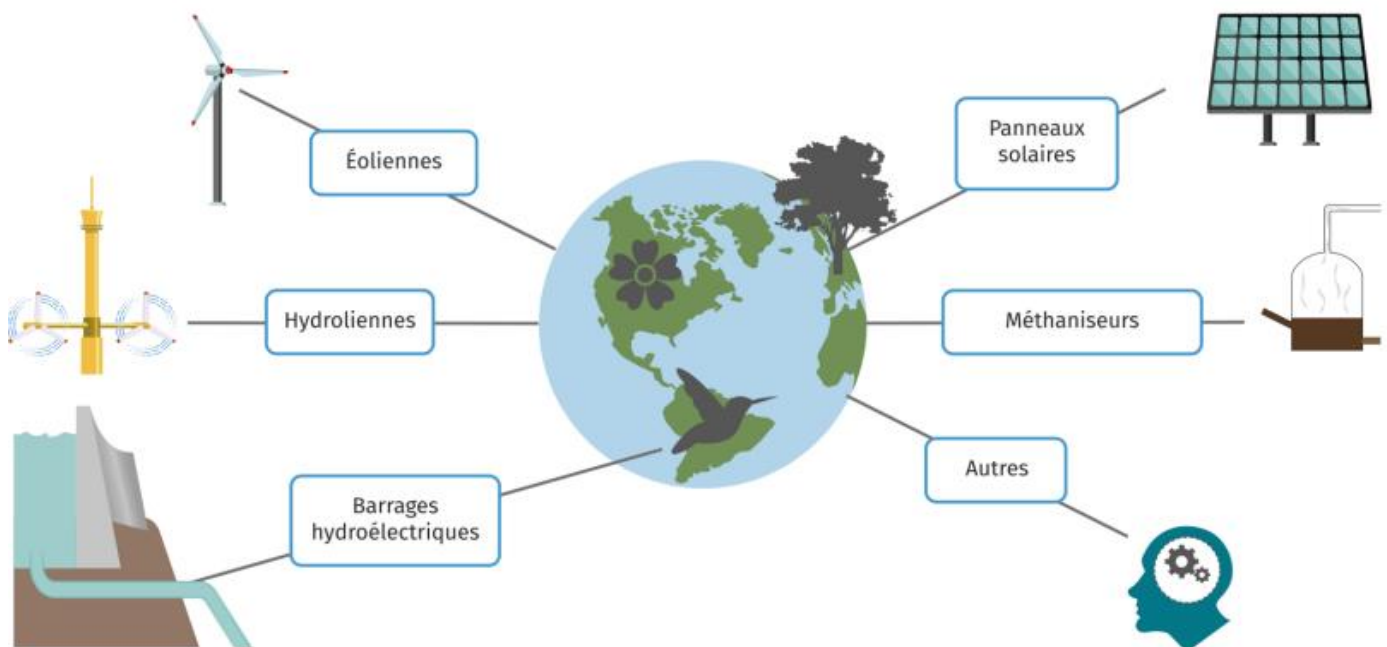 Éoliennes
Panneaux
solaires
Hydroliennes
Méthaniseurs
Barrages
hydroélectriques
Autres